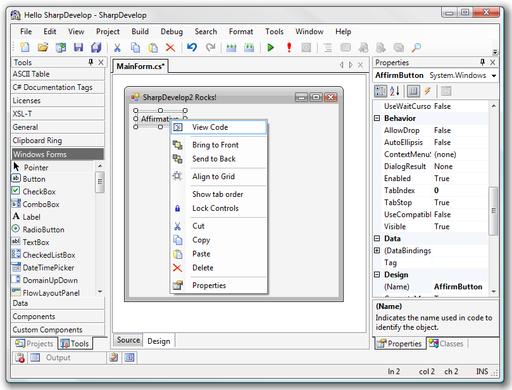 Hello SharpDevelop - SharpDevelop
File Edit View Project Build Debug Search Format Tools Window Help
Tools
ASCII Table
C# Documentation Tags
Licenses
XSL-T
General
Clipboard Ring
Windows Forms
Pointer
Button
CheckBox
ComboBox
Label
RadioButton
TextBox
CheckedListBox
DateTimePicker
DomainUpDown
FlowLayoutPanel
Data
Components
Custom Components
Projects Tools
MainForm.cs*
SharpDevelop2 Rocks!
Affirmative
View Code
Bring to Front
Send to Back
Align to Grid
Show tab order
Lock Controls
Cut
Copy
Paste
Delete
Properties
Source Design
Properties
AffirmButton System.Windows
UseWaitCurso False
Behavior
AllowDrop False
AutoEllipsis False
ContextMenu (none)
DialogResult None
Enabled True
TabIndex 0
TabStop True
UseCompatibl False
Visible True
Data
(DataBindings
Tag
Design
(Name) AffirmButton
(Name)
Indicates the name used in code to
identify the object.
Properties Classes
Output
ln 2 col 2 ch 2 INS